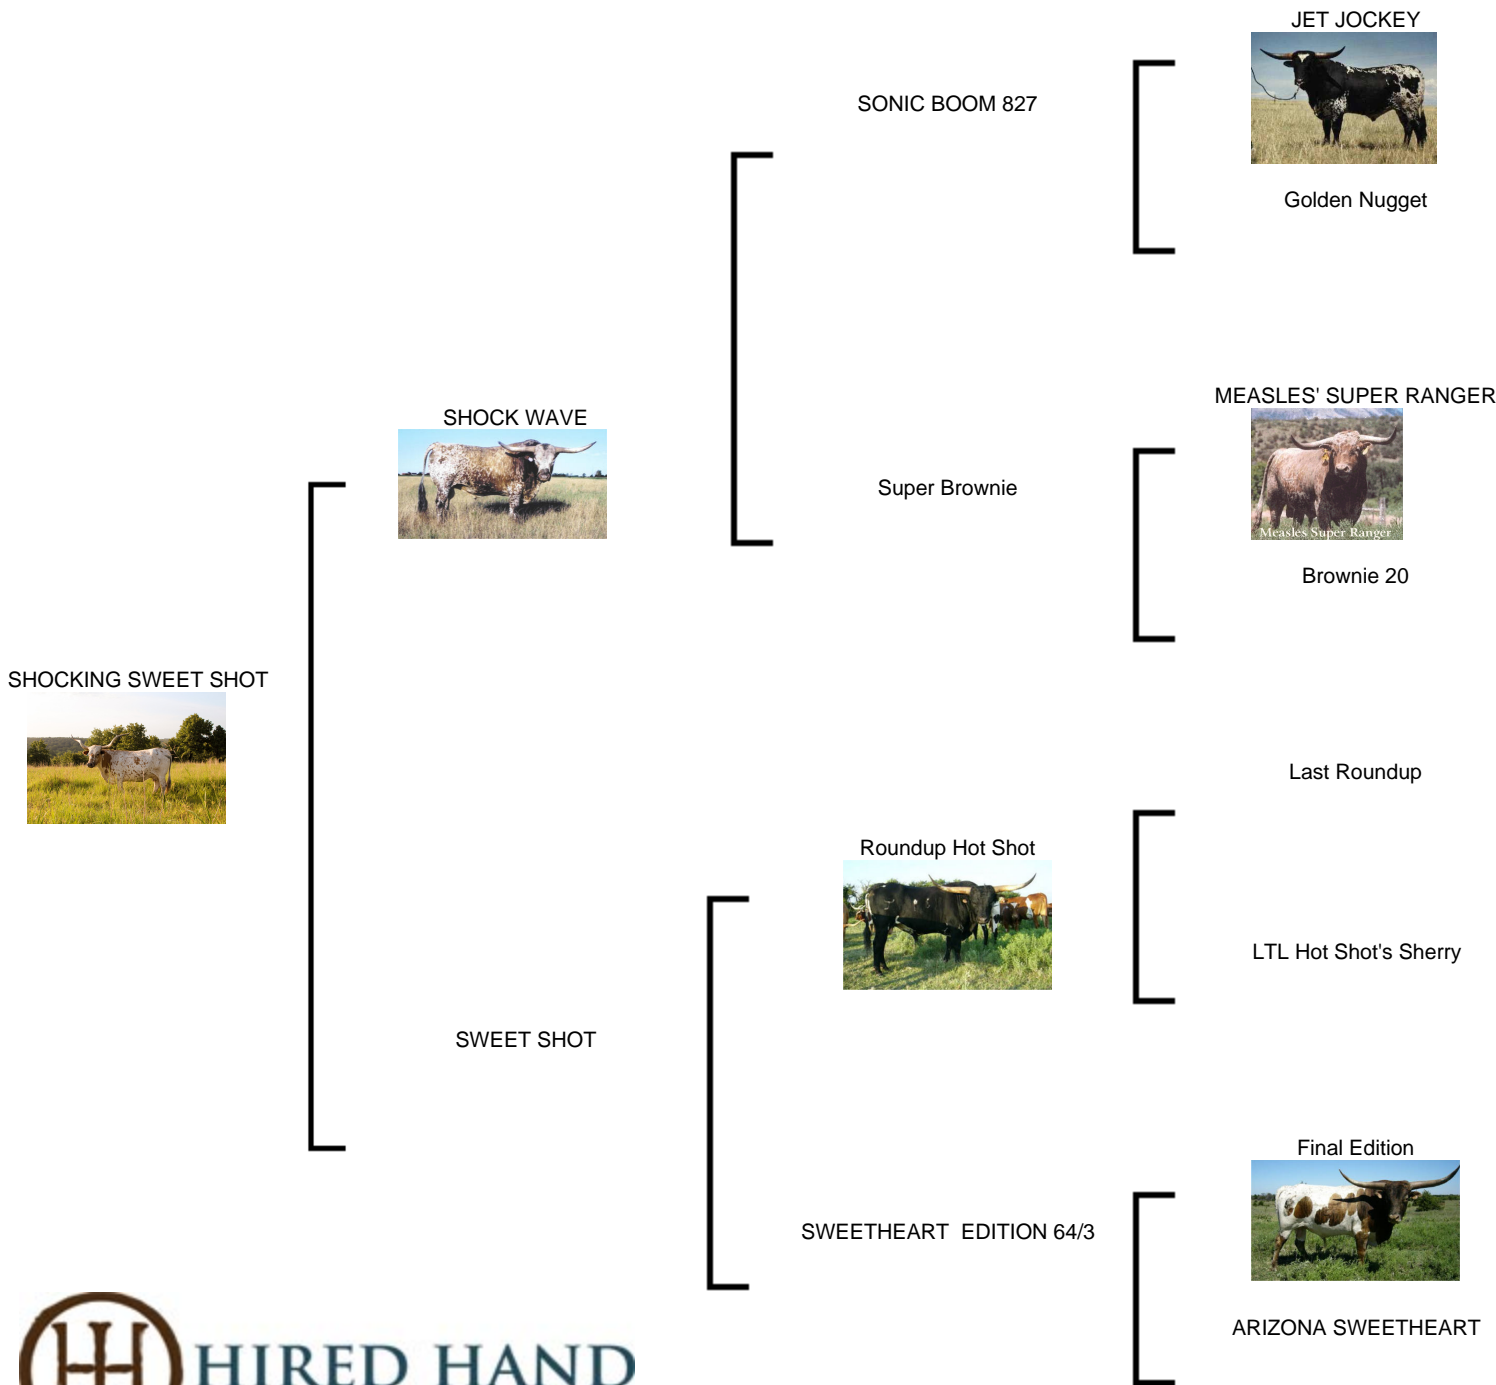 JET JOCKEY
SONIC BOOM 827
Golden Nugget
MEASLES' SUPER RANGER
SHOCK WAVE
Super Brownie
Measles Super Ranger
Brownie 20
SHOCKING SWEET SHOT
Last Roundup
Roundup Hot Shot
LTL Hot Shot's Sherry
SWEET SHOT
Final Edition
SWEETHEART EDITION 64/3
ARIZONA SWEETHEART
HIRED HAND